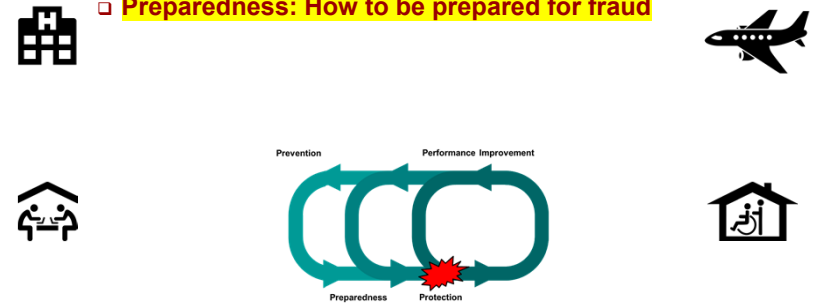 Preparedness: How to be prepared for fraud
H
Prevention
Performance Improvement
Preparedness
Protection